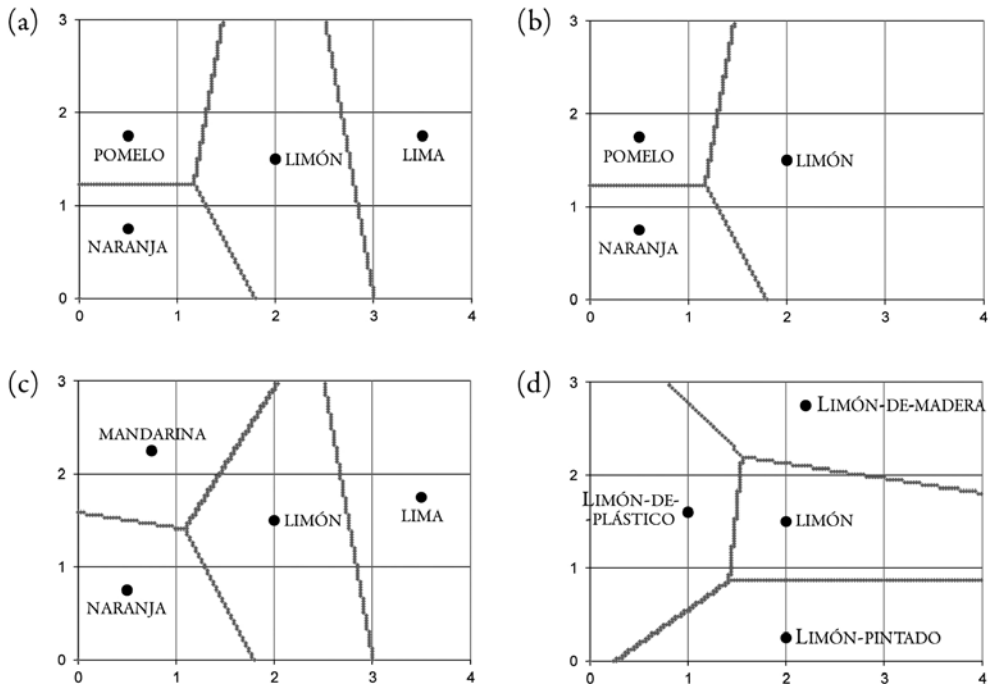 (a)
3
2
POMELO
LIMÓN
LIMA
1
NARANJA
0
0 1 2 3 4
(b)
3
2
POMELO
LIMÓN
1
NARANJA
0
0 1 2 3 4
(c)
3
MANDARINA
2
LIMÓN
LIMA
1
NARANJA
0
0 1 2 3 4
(d)
3
LIMÓN-DE-MADERA
2
LIMÓN-DE-
PLÁSTICO
LIMÓN
1
LIMÓN-PINTADO
0
0 1 2 3 4